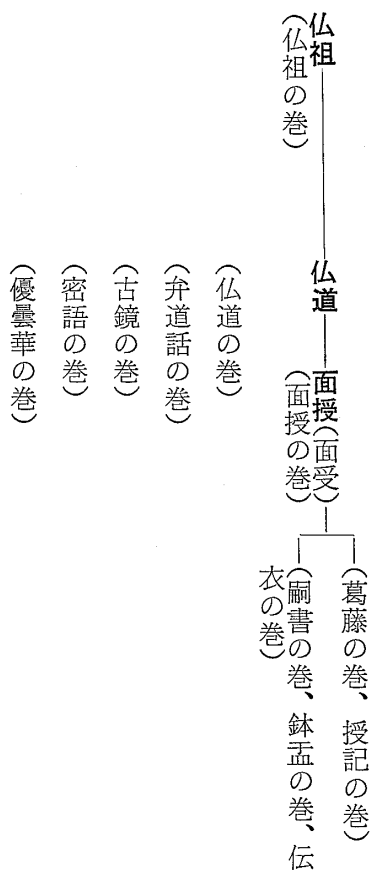 仏祖
(仏祖の巻)
仏道
面授(面受)
(面授の巻)
(葛藤の巻、授記の巻)
(嗣書の巻、鉢盂の巻、伝
衣の巻)
(仏道の巻)
(弁道話の巻)
(古鏡の巻)
(密語の巻)
(優曇華の巻)